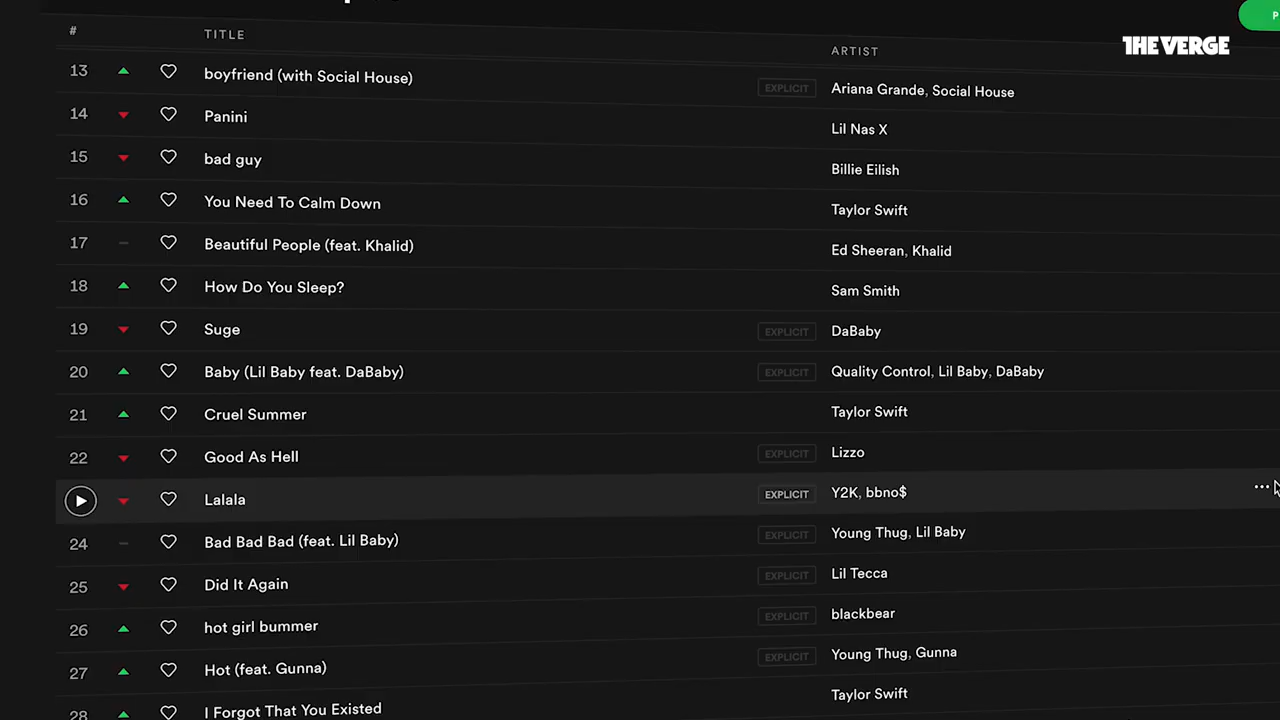 # TITLE ARTIST
THE VERGE
13 boyfriend (with Social House) EXPLICIT Ariana Grande, Social House
14 Panini Lil Nas X
15 bad guy Billie Eilish
16 You Need To Calm Down Taylor Swift
17 Beautiful People (feat. Khalid) Ed Sheeran, Khalid
18 How Do You Sleep? Sam Smith
19 Suge EXPLICIT DaBaby
20 Baby (Lil Baby feat. DaBaby) EXPLICIT Quality Control, Lil Baby, DaBaby
21 Cruel Summer Taylor Swift
22 Good As Hell EXPLICIT Lizzo
Lalala EXPLICIT Y2K, bbno$
24 Bad Bad Bad (feat. Lil Baby) EXPLICIT Young Thug, Lil Baby
25 Did It Again EXPLICIT Lil Tecca
26 hot girl bummer EXPLICIT blackbear
27 Hot (feat. Gunna) EXPLICIT Young Thug, Gunna
28 I Forgot That You Existed Taylor Swift